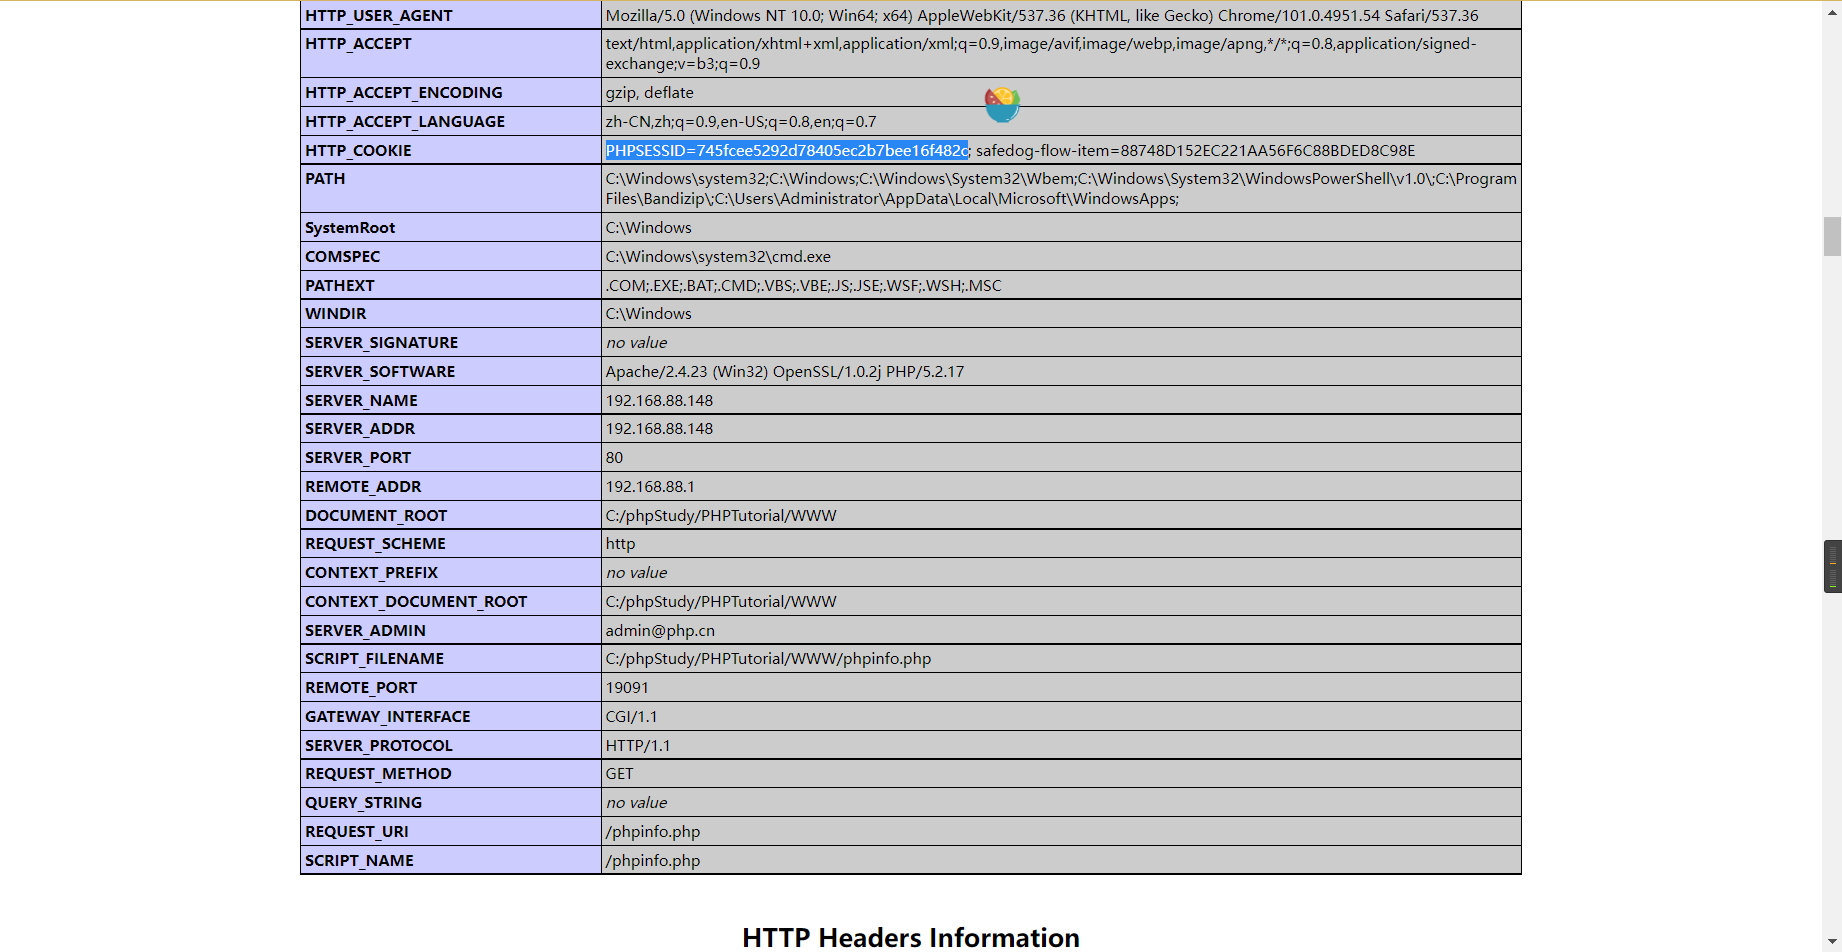 HTTP_USER_AGENT Mozilla/5.0 (Windows NT 10.0; Win64; x64) AppleWebKit/537.36 (KHTML, like Gecko) Chrome/101.0.4951.54 Safari/537.36
HTTP_ACCEPT text/html,application/xhtml+xml,application/xml;q=0.9,image/avif,image/webp,image/apng,*/*;q=0.8,application/signed-
exchange;v=b3;q=0.9
HTTP_ACCEPT_ENCODING gzip, deflate
HTTP_ACCEPT_LANGUAGE zh-CN,zh;q=0.9,en-US;q=0.8,en;q=0.7
HTTP_COOKIE PHPSESSID=745fcee5292d78405ec2b7bee16f482c; safedog-flow-item=88748D152EC221AA56F6C88BDED8C98E
PATH C:\Windows\system32;C:\Windows;C:\Windows\System32\Wbem;C:\Windows\System32\WindowsPowerShell\v1.0\;C:\Program
Files\Bandizip\;C:\Users\Administrator\AppData\Local\Microsoft\WindowsApps;
SystemRoot C:\Windows
COMSPEC C:\Windows\system32\cmd.exe
PATHEXT .COM;.EXE;.BAT;.CMD;.VBS;.VBE;.JS;.JSE;.WSF;.WSH;.MSC
WINDIR C:\Windows
SERVER_SIGNATURE no value
SERVER_SOFTWARE Apache/2.4.23 (Win32) OpenSSL/1.0.2j PHP/5.2.17
SERVER_NAME 192.168.88.148
SERVER_ADDR 192.168.88.148
SERVER_PORT 80
REMOTE_ADDR 192.168.88.1
DOCUMENT_ROOT C:/phpStudy/PHPTutorial/WWW
REQUEST_SCHEME http
CONTEXT_PREFIX no value
CONTEXT_DOCUMENT_ROOT C:/phpStudy/PHPTutorial/WWW
SERVER_ADMIN admin@php.cn
SCRIPT_FILENAME C:/phpStudy/PHPTutorial/WWW/phpinfo.php
REMOTE_PORT 19091
GATEWAY_INTERFACE CGI/1.1
SERVER_PROTOCOL HTTP/1.1
REQUEST_METHOD GET
QUERY_STRING no value
REQUEST_URI /phpinfo.php
SCRIPT_NAME /phpinfo.php
HTTP Headers Information